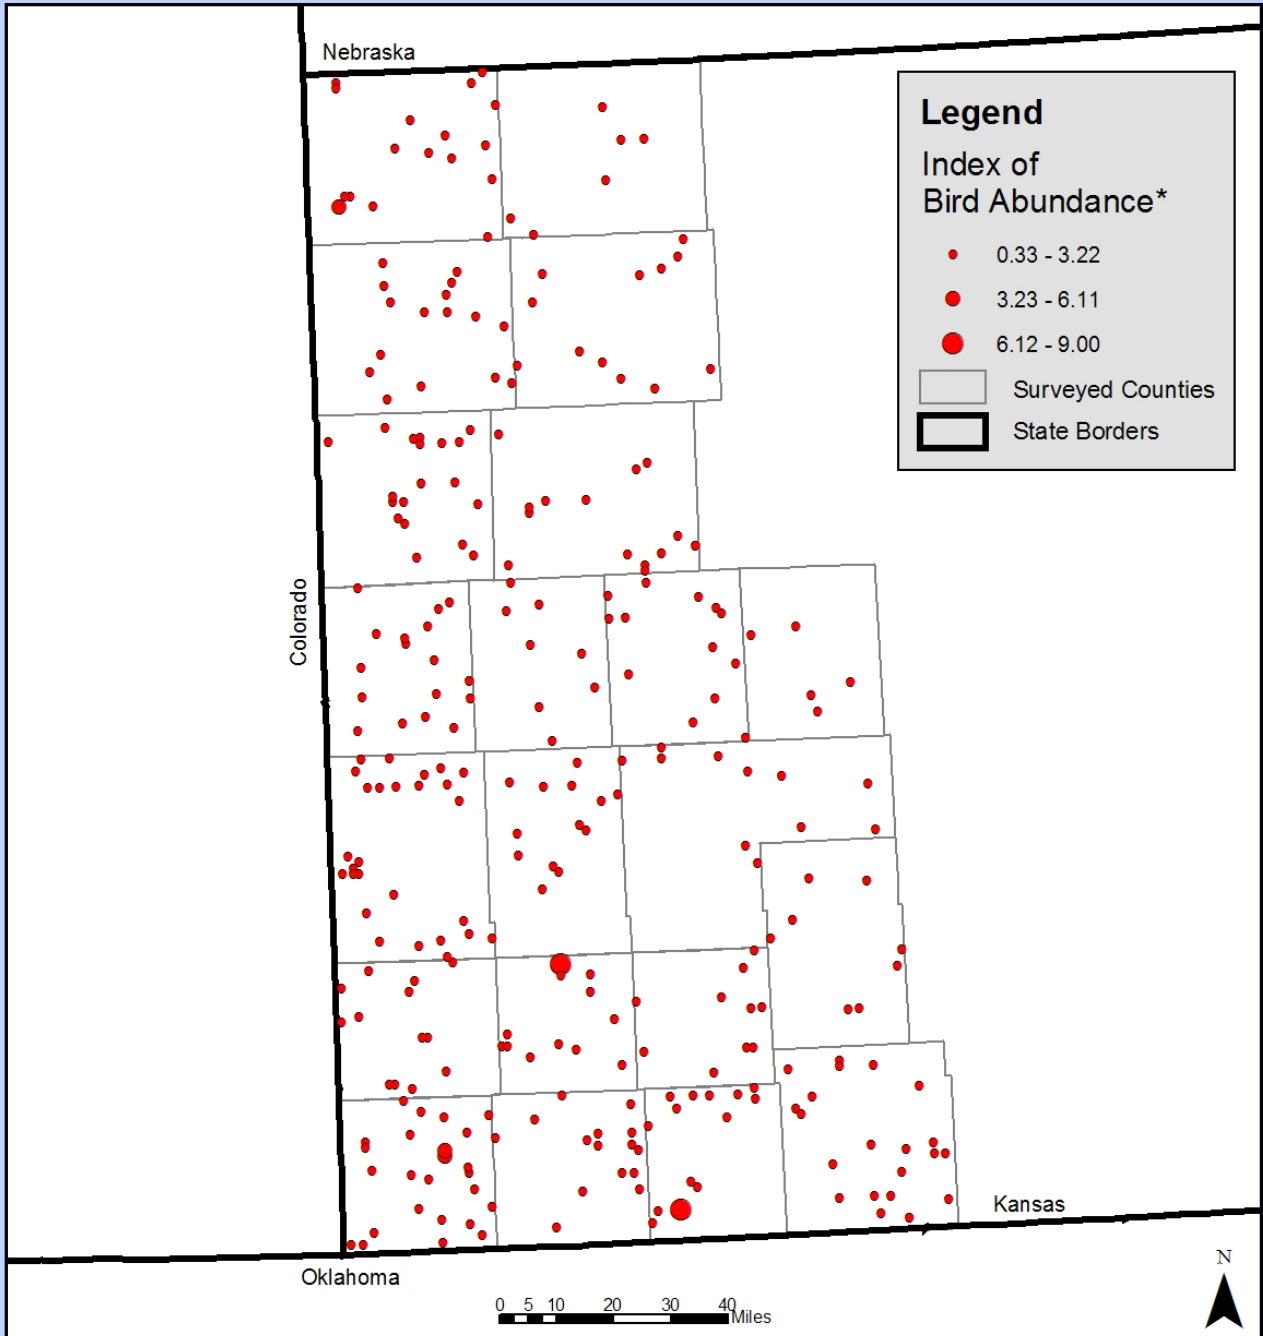 Nebraska
Legend
Index of
Bird Abundance*
0.33 - 3.22
3.23 - 6.11
6.12 - 9.00
Surveyed Counties
State Borders
Colorado
Kansas
Oklahoma
N
0 5 10 20 30 40
Miles